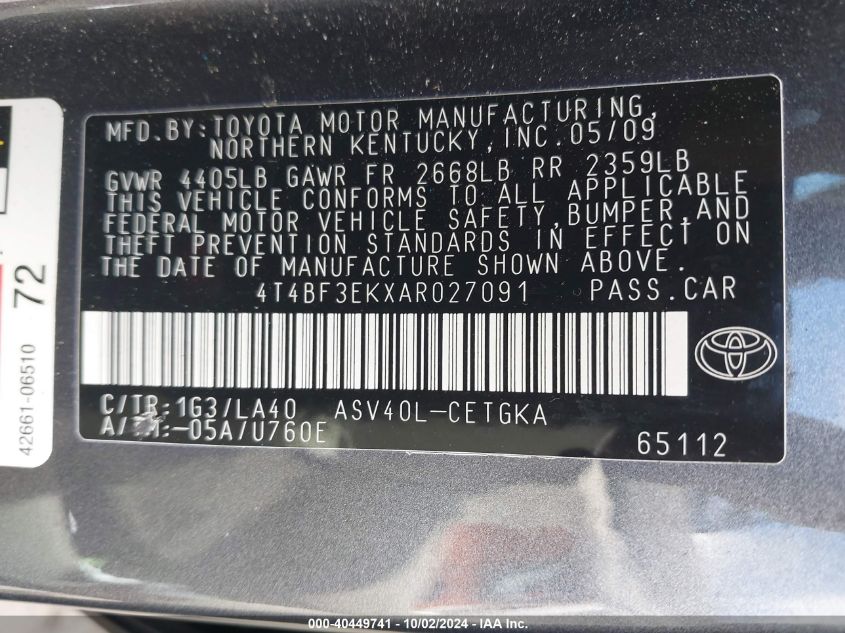 MFD. BY: TOYOTA MOTOR MANUFACTURING,
NORTHERN KENTUCKY, INC. 05/09
GVWR 4405LB GAWR FR 2668LB RR 2359LB
THIS VEHICLE CONFORMS TO ALL APPLICABLE
FEDERAL MOTOR VEHICLE SAFETY, BUMPER, AND
THEFT PREVENTION STANDARDS IN EFFECT ON
THE DATE OF MANUFACTURE SHOWN ABOVE.
4T4BF3EKXAR027091 PASS. CAR
C/TR: 1G3/LA40 ASV40L-CETGKA
-05A/U760E
65112
42661-06510
72
000-40449741 - 10/02/2024 - IAA Inc.